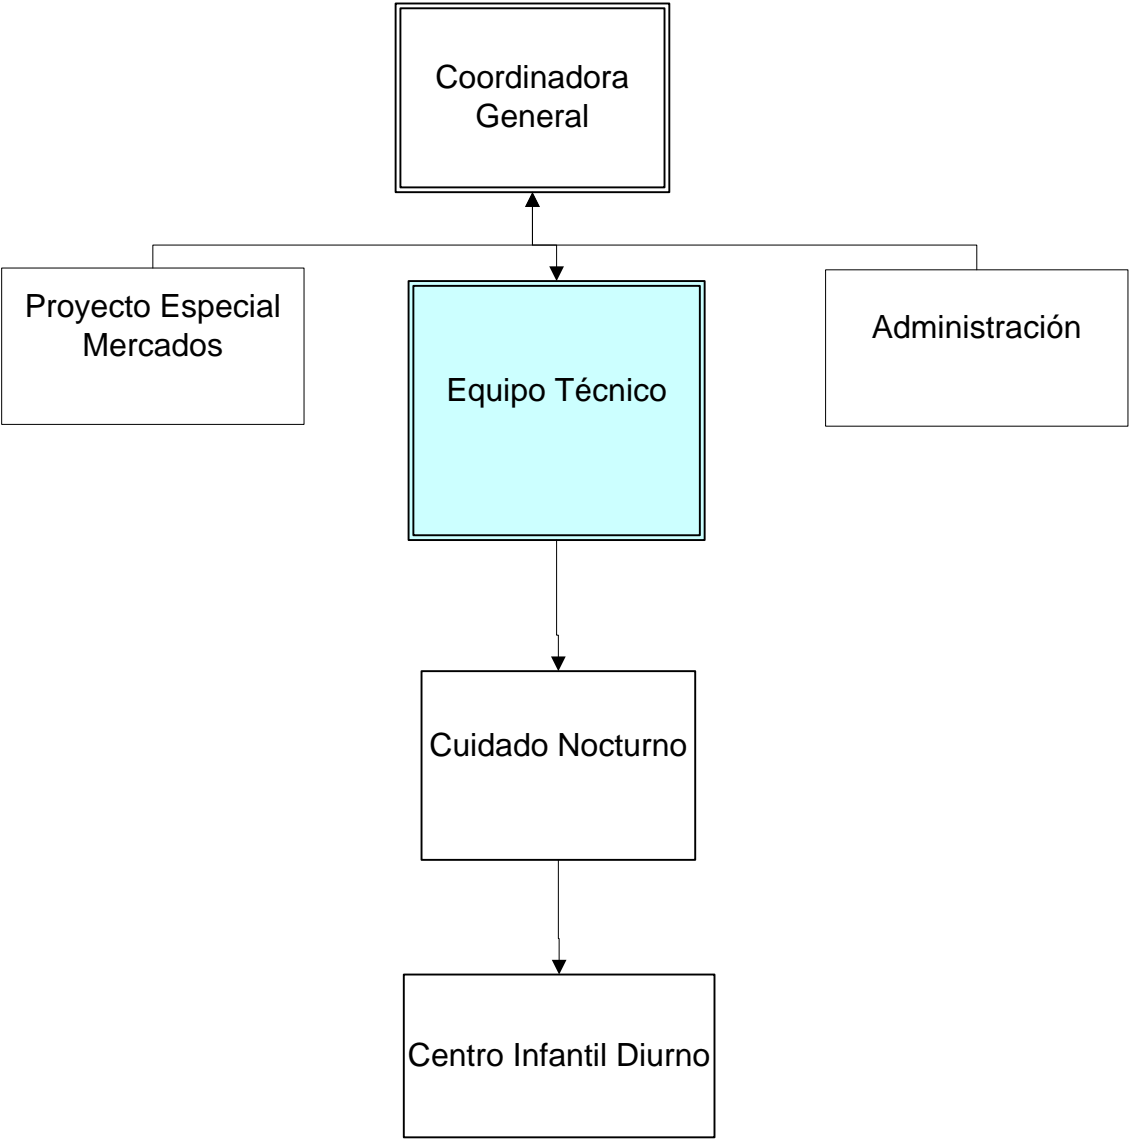 Coordinadora
General
Proyecto Especial
Mercados
Equipo Técnico
Administración
Cuidado Nocturno
Centro Infantil Diurno